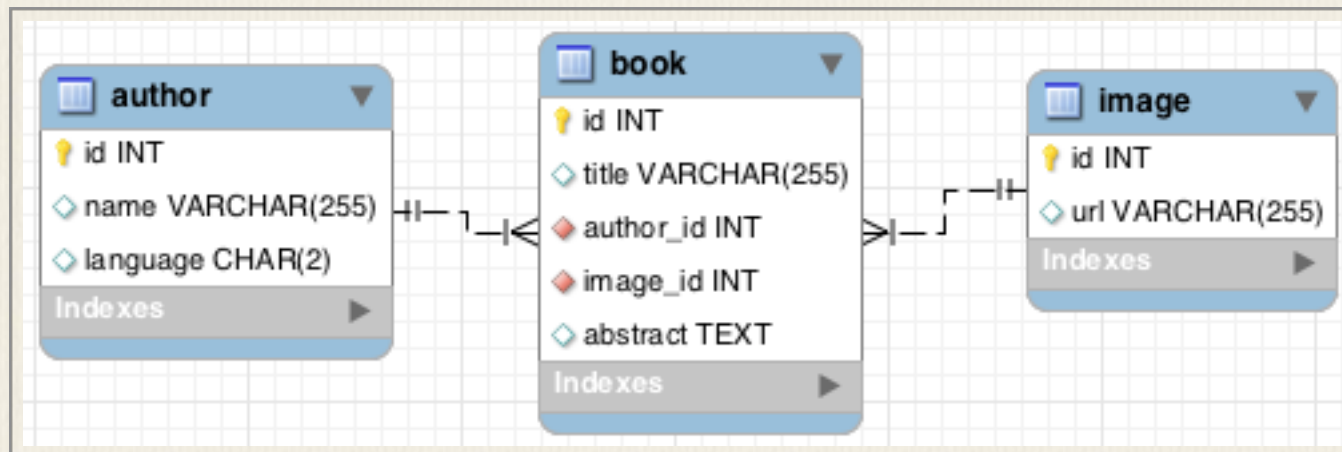 author
id INT
name VARCHAR(255)
language CHAR(2)
Indexes
book
id INT
title VARCHAR(255)
author_id INT
image_id INT
abstract TEXT
Indexes
image
id INT
url VARCHAR(255)
Indexes